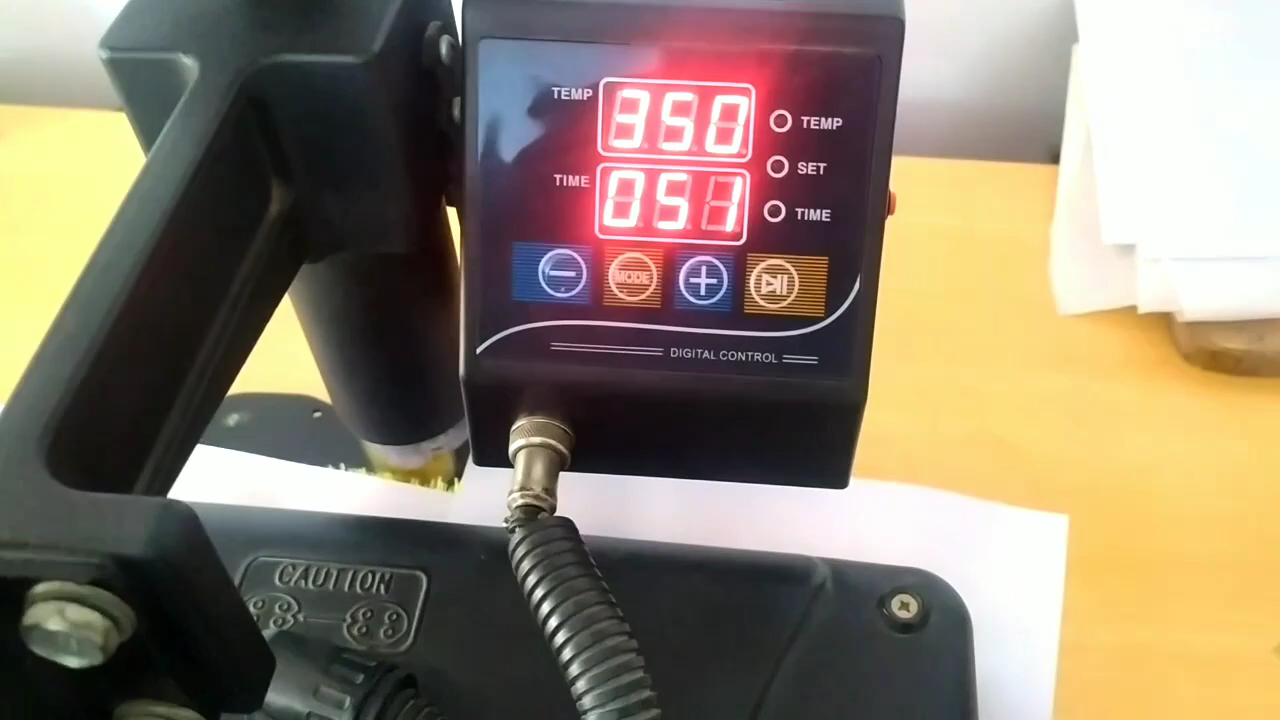 TEMP 350 TEMP
SET
TIME 051 TIME
MODE
DIGITAL CONTROL
CAUTION